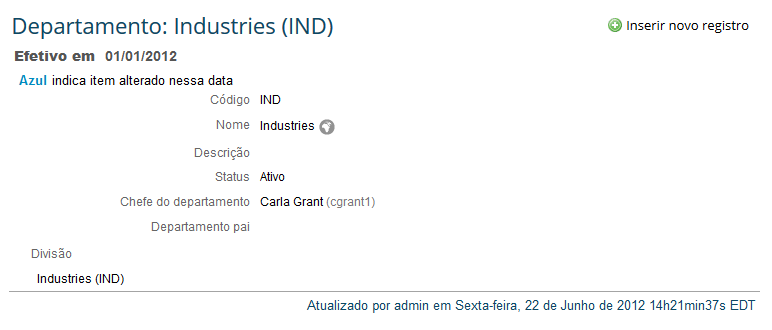 Departamento: Industries (IND)
Inserir novo registro
Efetivo em 01/01/2012
Azul indica item alterado nessa data
Código IND
Nome Industries
Descrição
Status Ativo
Chefe do departamento Carla Grant (cgrant1)
Departamento pai
Divisão
Industries (IND)
Atualizado por admin em Sexta-feira, 22 de Junho de 2012 14h21min37s EDT